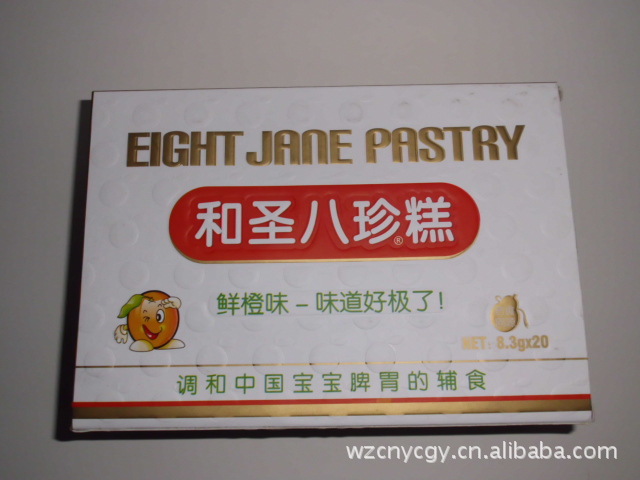 EIGHT JANE PASTRY
和圣八珍糕®
鲜橙味－味道好极了！
NET：8.3gx20
调和中国宝宝脾胃的辅食
wzcnycgy.cn.alibaba.com